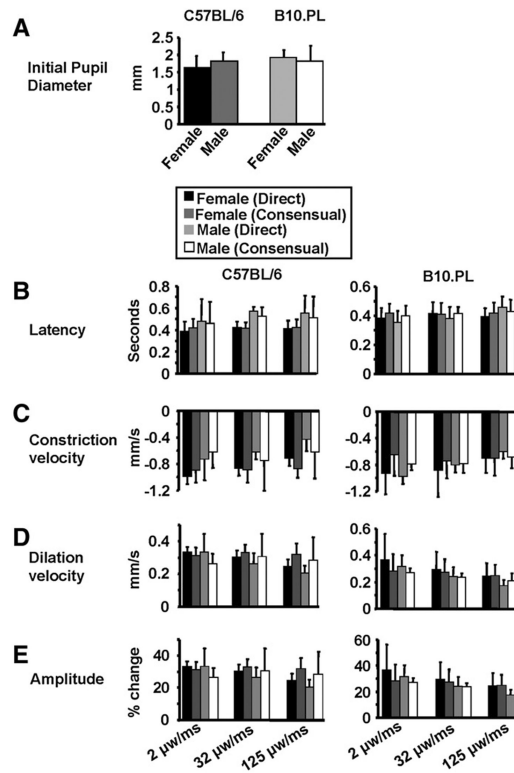 A
C57BL/6 B10.PL
Initial Pupil
Diameter
mm
2.5
2
1.5
1
0.5
0
Female
Male
Female
Male
Female (Direct)
Female (Consensual)
Male (Direct)
Male (Consensual)
C57BL/6 B10.PL
B
Latency
Seconds
0.8
0.6
0.4
0.2
0
0.6
0.4
0.2
0
C
Constriction
velocity
mm/s
0
-0.4
-0.8
-1.2
0
-0.4
-0.8
-1.2
D
Dilation
velocity
mm/s
0.4
0.2
0
0.6
0.4
0.2
0
E
Amplitude
% change
40
20
0
60
40
20
0
2 µw/ms
32 µw/ms
125 µw/ms
2 µw/ms
32 µw/ms
125 µw/ms